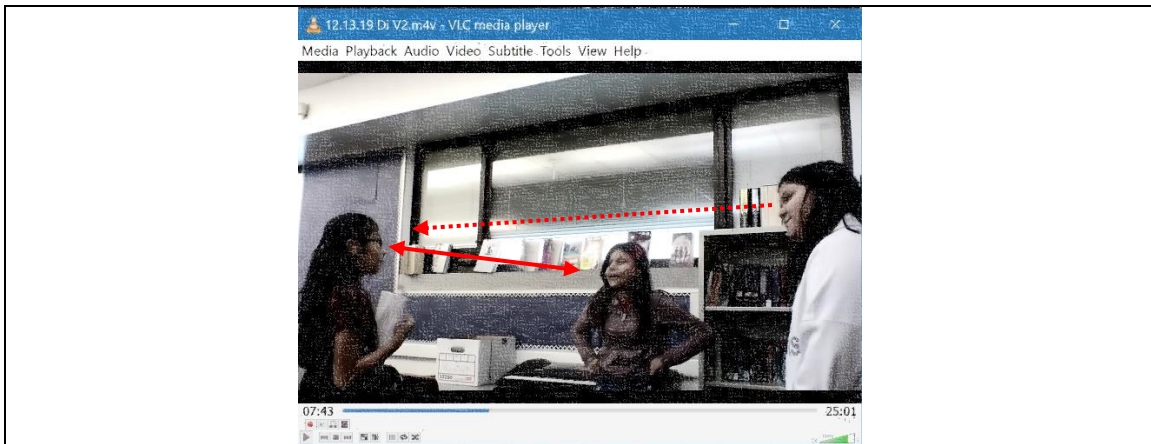 12.13.19 Di V2.m4v - VLC media player
Media Playback Audio Video Subtitle Tools View Help
07:43
25:01